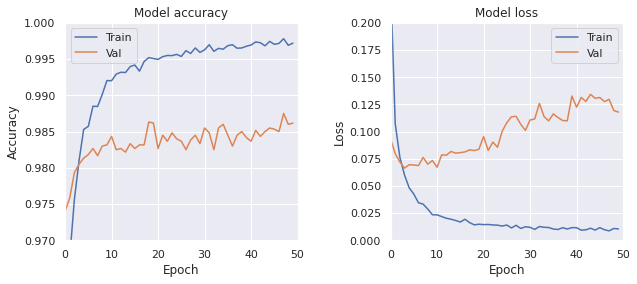 Model accuracy
1.000
0.995
0.990
0.985
0.980
0.975
0.970
Accuracy
0 10 20 30 40 50
Epoch
Train
Val
Model loss
0.200
0.175
0.150
0.125
0.100
0.075
0.050
0.025
0.000
Loss
0 10 20 30 40 50
Epoch
Train
Val